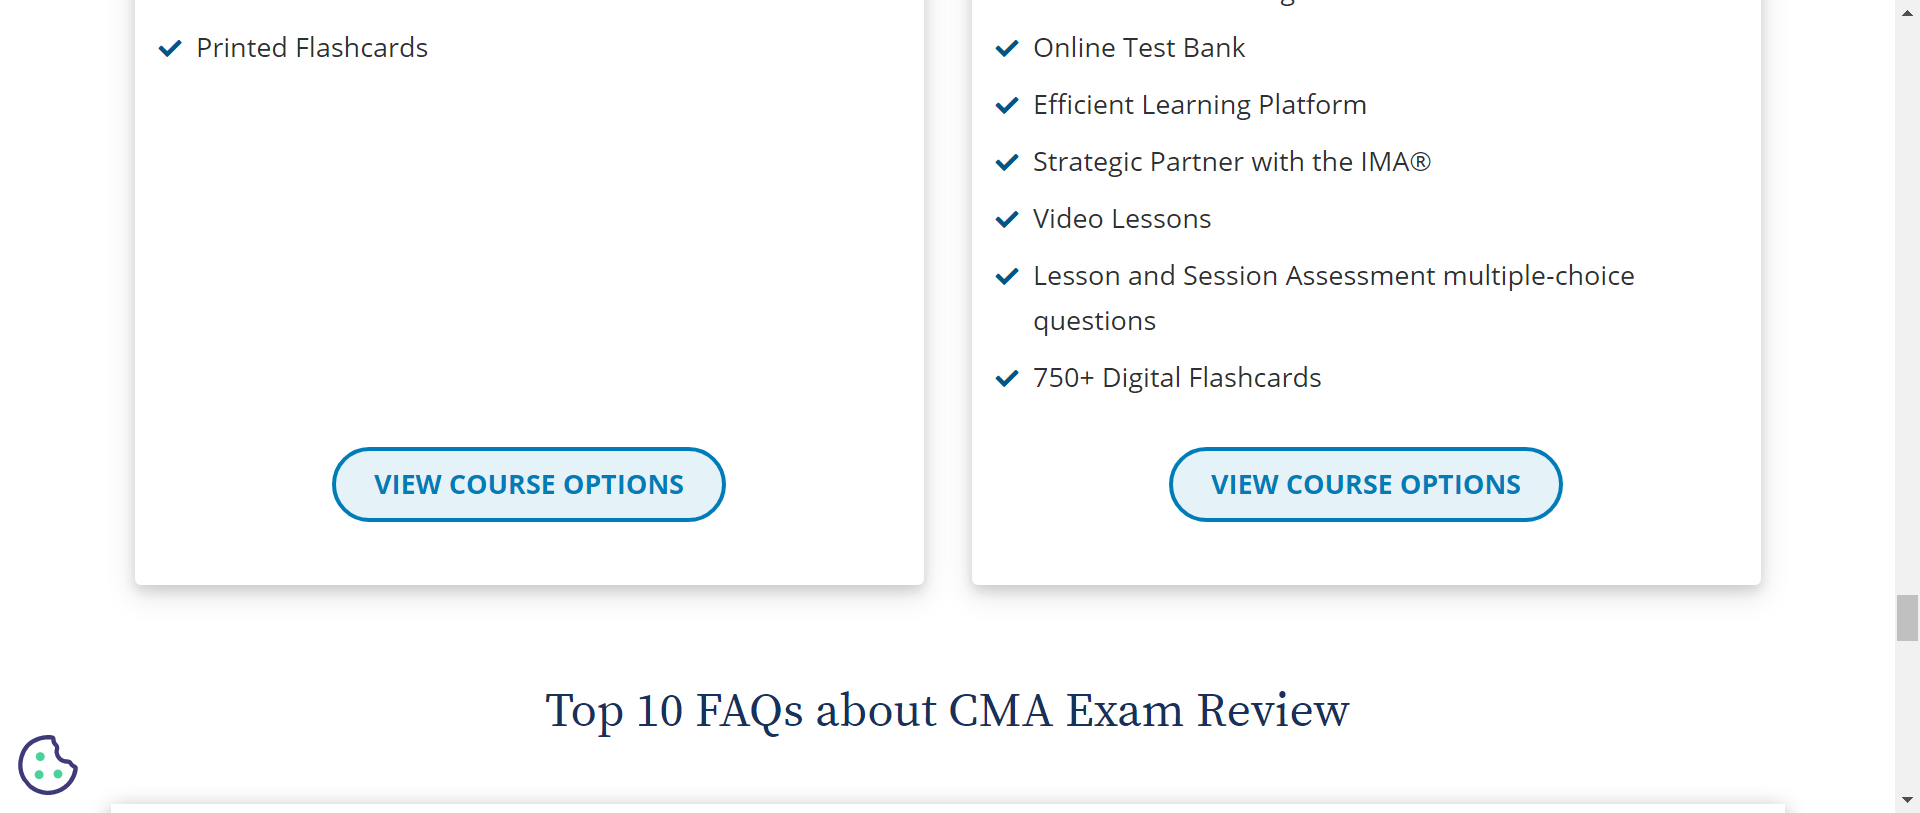 Printed Flashcards
Online Test Bank
Efficient Learning Platform
Strategic Partner with the IMA®
Video Lessons
Lesson and Session Assessment multiple-choice
questions
750+ Digital Flashcards
VIEW COURSE OPTIONS
VIEW COURSE OPTIONS
Top 10 FAQs about CMA Exam Review